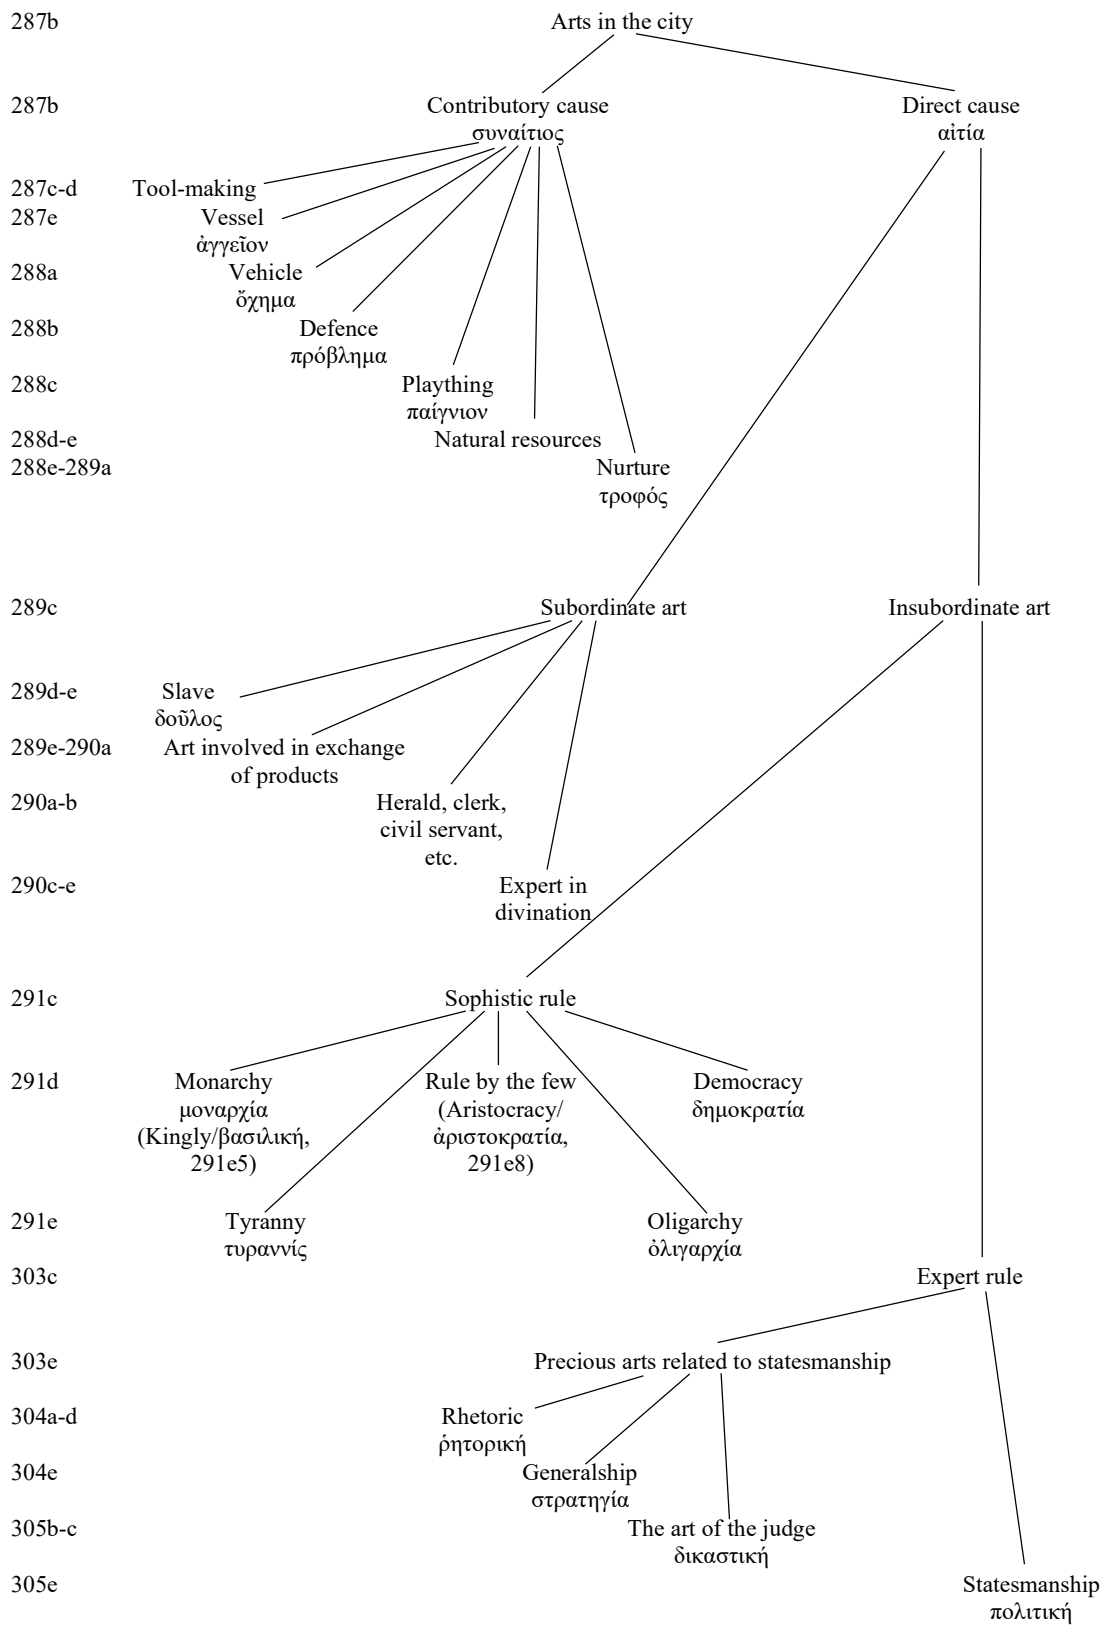 287b Arts in the city
287b Contributory cause Direct cause
συναίτιος αἰτία
287c-d Tool-making
287e Vessel
ἀγγεῖον
288a Vehicle
ὄχημα
288b Defence
πρόβλημα
288c Plaything
παίγνιον
288d-e Natural resources
288e-289a Nurture
τροφός
289c Subordinate art Insubordinate art
289d-e Slave
δοῦλος
289e-290a Art involved in exchange
of products
290a-b Herald, clerk,
civil servant,
etc.
290c-e Expert in
divination
291c Sophistic rule
291d Monarchy Rule by the few Democracy
μοναρχία (Aristocracy/ δημοκρατία
(Kingly/βασιλική, ἀριστοκρατία,
291e5) 291e8)
291e Tyranny Oligarchy
τυραννίς ὀλιγαρχία
303c Expert rule
303e Precious arts related to statesmanship
304a-d Rhetoric
ῥητορική
304e Generalship
στρατηγία
305b-c The art of the judge
δικαστική
305e Statesmanship
πολιτική